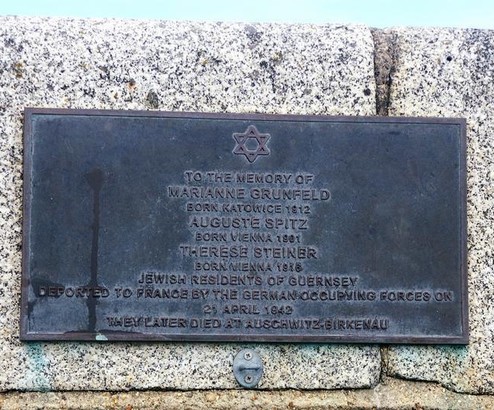 TO THE MEMORY OF
MARIANNE GRUNFELD
BORN KATOWICE 1912
AUGUSTE SPITZ
BORN VIENNA 1901
THERESE STEINER
BORN VIENNA
JEWISH RESIDENTS OF GUERNSEY
DEPORTED TO FRANCE BY THE GERMAN OCCUPYING FORCES ON
21 APRIL 1942
THEY LATER DIED AT AUSCHWITZ-BIRKENAU